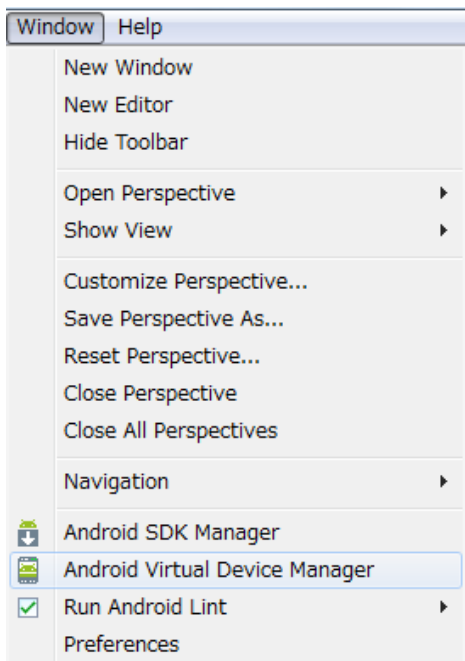 Window Help
New Window
New Editor
Hide Toolbar
Open Perspective
Show View
Customize Perspective...
Save Perspective As...
Reset Perspective...
Close Perspective
Close All Perspectives
Navigation
Android SDK Manager
Android Virtual Device Manager
Run Android Lint
Preferences